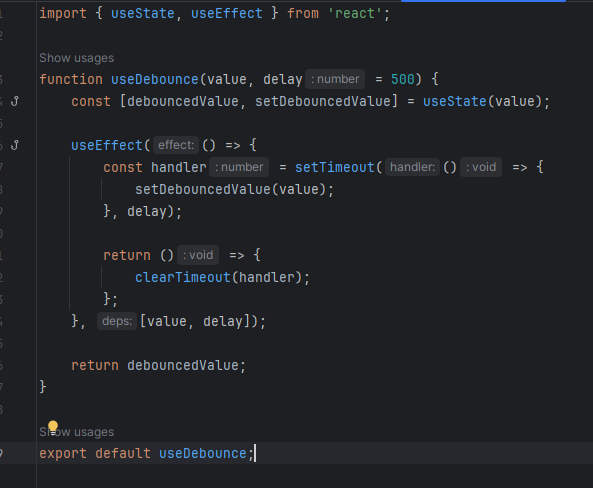 import { useState, useEffect } from 'react';
Show usages
function useDebounce(value, delay : number = 500) {
const [debouncedValue, setDebouncedValue] = useState(value);
useEffect( effect: () => {
const handler : number = setTimeout( handler: () : void => {
setDebouncedValue(value);
}, delay);
return () : void => {
clearTimeout(handler);
};
}, deps: [value, delay]);
return debouncedValue;
}
Show usages
export default useDebounce;